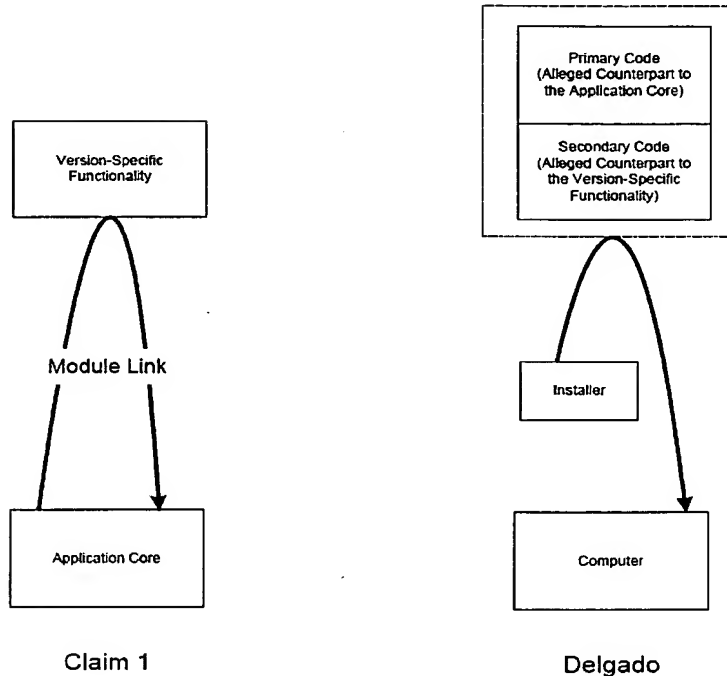 Version-Specific
Functionality
Module Link
Application Core
Claim 1
Primary Code
(Alleged Counterpart to
the Application Core)
Secondary Code
(Alleged Counterpart to
the Version-Specific
Functionality)
Installer
Computer
Delgado